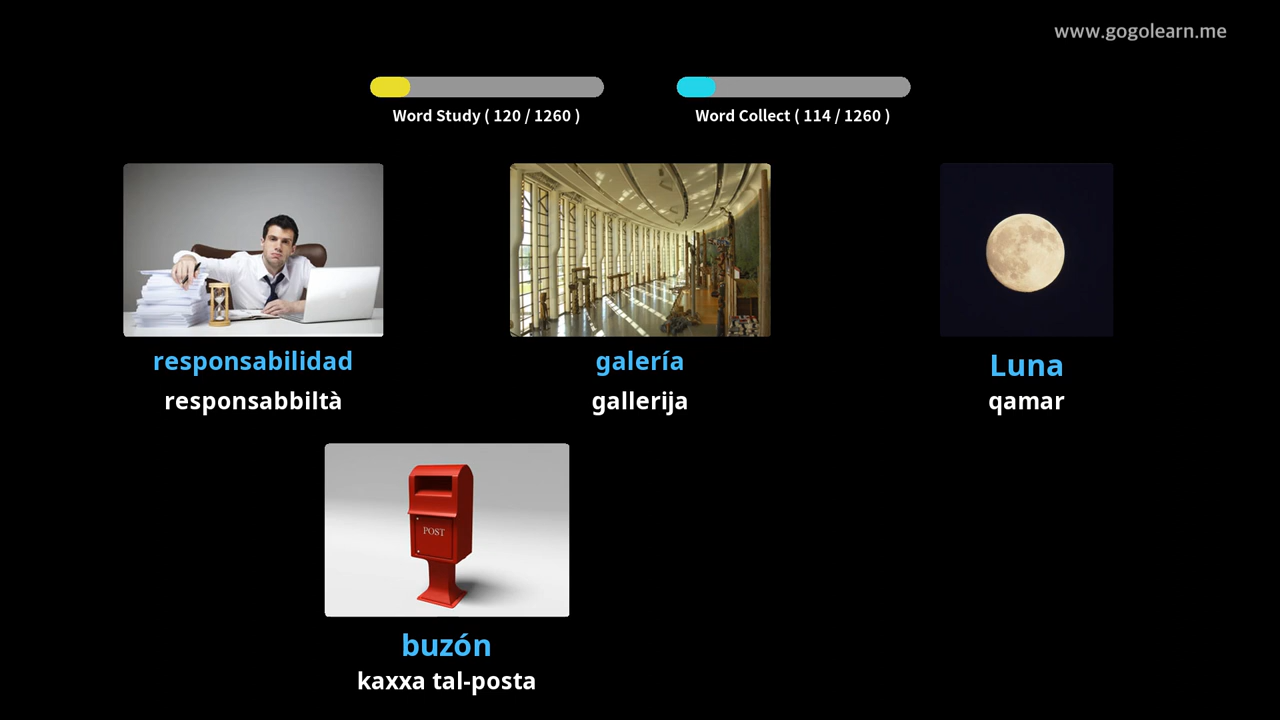 www.gogolearn.me
Word Study ( 120 / 1260 )
Word Collect ( 114 / 1260 )
responsabilidad
responsabbiltà
galería
gallerija
Luna
qamar
POST
buzón
kaxxa tal-posta